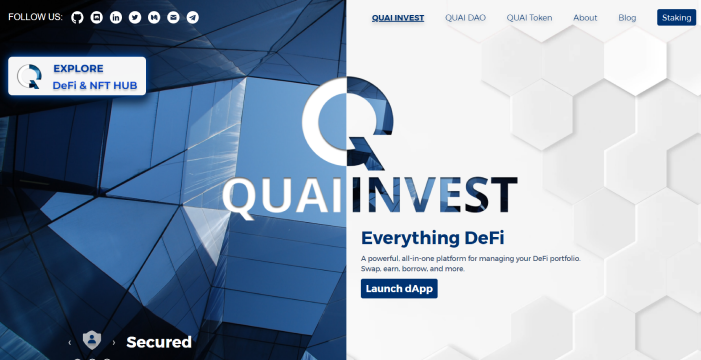 FOLLOW US:
QUAI INVEST QUAI DAO QUAI Token About Blog Staking
EXPLORE
DeFi & NFT HUB
QUAI INVEST
Everything DeFi
A powerful, all-in-one platform for managing your DeFi portfolio.
Swap, earn, borrow, and more.
Launch dApp
Secured